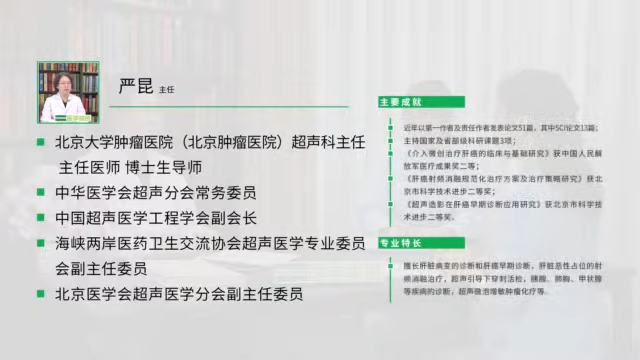 严昆 主任
北京大学肿瘤医院（北京肿瘤医院）超声科主任
主任医师 博士生导师
中华医学会超声分会常务委员
中国超声医学工程学会副会长
海峡两岸医药卫生交流协会超声医学专业委员
会副主任委员
北京医学会超声医学分会副主任委员
主要成就
近年以第一作者及责任作者发表论文51篇，其中SCI论文13篇；
主持国家及省部级科研课题3项；
《介入微创治疗肝癌的临床与基础研究》获中国人民解
放军医疗成果奖二等；
《肝癌射频消融规范化治疗方案及治疗策略研究》获北
京市科学技术进步二等奖；
《超声造影在肝癌早期诊断应用研究》获北京市科学技
术进步二等奖。
专业特长
擅长肝脏病变的诊断和肝癌早期诊断，肝脏恶性占位的射
频消融治疗，超声引导下穿刺活检，胰腺、肺胸、甲状腺
等疾病的诊断，超声微泡增敏肿瘤化疗等．